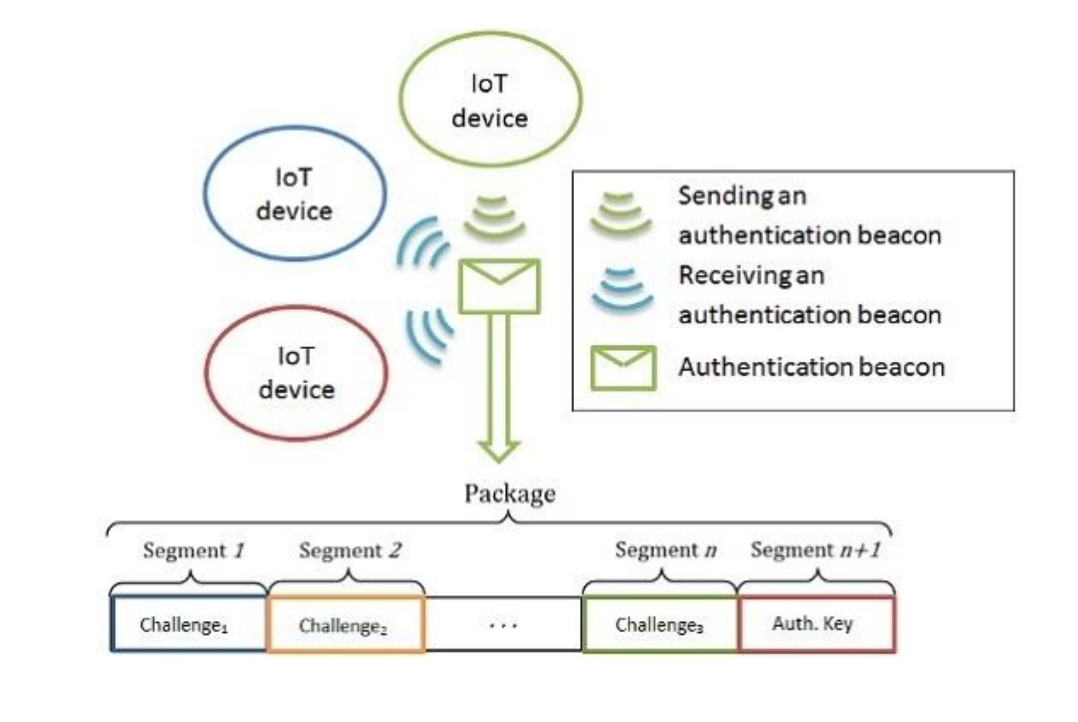 IoT
device
IoT
device
Sending an
authentication beacon
Receiving an
authentication beacon
IoT
device
Authentication beacon
Package
Segment 1 Segment 2 Segment n Segment n+1
Challenge₁ Challenge₂ ... Challenge₃ Auth. Key